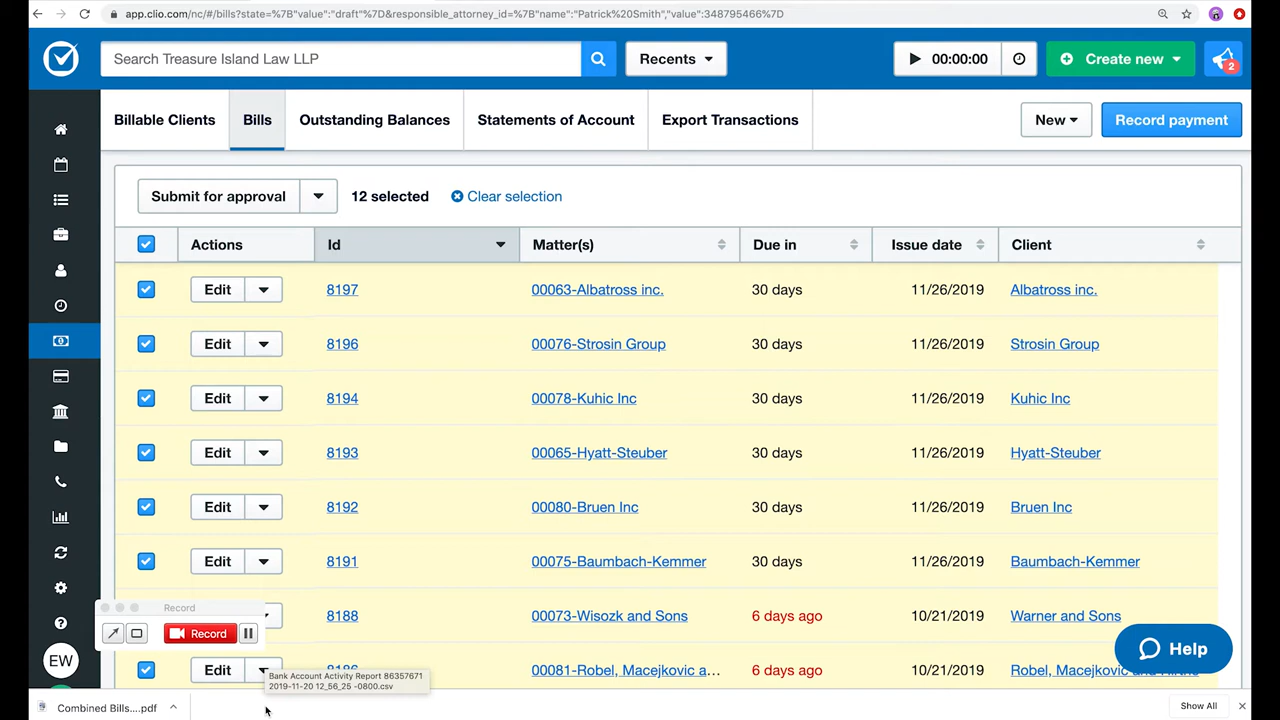 app.clio.com/nc/#/bills?state=%7B"value":"draft"%7D&responsible_attorney_id=%7B"name":"Patrick%20Smith","value":348795466%7D
Search Treasure Island Law LLP
Recents
00:00:00
Create new
2
Billable Clients
Bills
Outstanding Balances
Statements of Account
Export Transactions
New
Record payment
Submit for approval
12 selected
Clear selection
Actions
Id
Matter(s)
Due in
Issue date
Client
Edit
8197
00063-Albatross inc.
30 days
11/26/2019
Albatross inc.
Edit
8196
00076-Strosin Group
30 days
11/26/2019
Strosin Group
Edit
8194
00078-Kuhic Inc
30 days
11/26/2019
Kuhic Inc
Edit
8193
00065-Hyatt-Steuber
30 days
11/26/2019
Hyatt-Steuber
Edit
8192
00080-Bruen Inc
30 days
11/26/2019
Bruen Inc
Edit
8191
00075-Baumbach-Kemmer
30 days
11/26/2019
Baumbach-Kemmer
8188
00073-Wisozk and Sons
6 days ago
10/21/2019
Warner and Sons
Record
Record
Help
EW
Edit
00081-Robel, Macejkovic a...
6 days ago
10/21/2019
Robel, Macejkovic
Bank Account Activity Report 86357671
2019-11-20 12_56_25 -0800.csv
Combined Bills....pdf
Show All